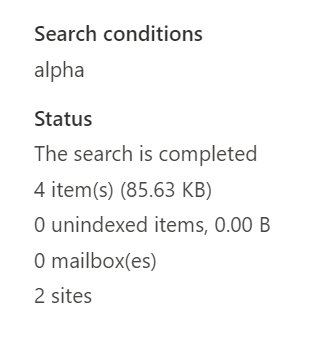 Search conditions
alpha
Status
The search is completed
4 item(s) (85.63 KB)
0 unindexed items, 0.00 B
0 mailbox(es)
2 sites